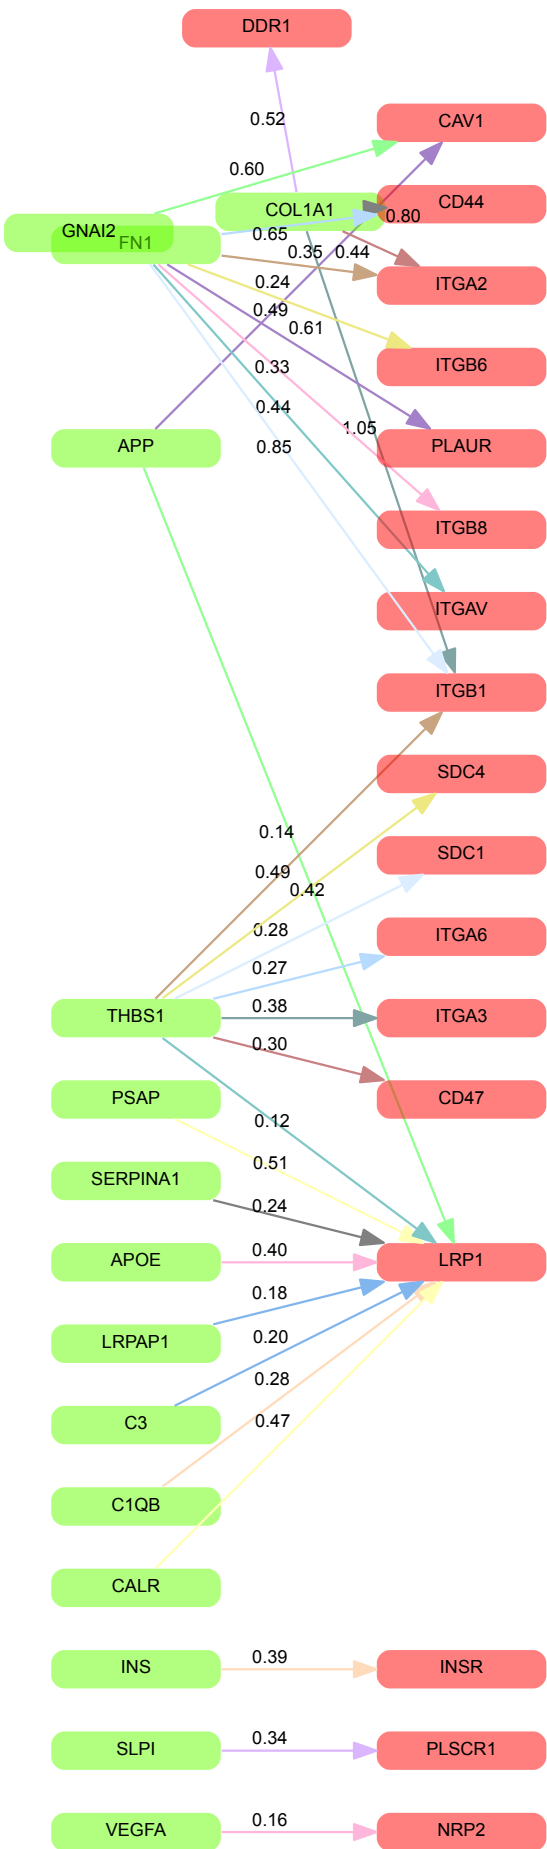 DDR1
0.52
CAV1
0.60
CD44
COL1A1
0.80
GNAI2
FN1
0.65
0.35
0.44
0.24
ITGA2
0.49
0.61
0.33
ITGB6
0.44
1.05
0.85
APP
PLAUR
ITGB8
ITGAV
ITGB1
SDC4
0.14
SDC1
0.49
0.42
0.28
ITGA6
0.27
0.38
THBS1
ITGA3
0.30
PSAP
CD47
0.12
0.51
SERPINA1
0.24
0.40
APOE
LRP1
0.18
0.20
LRPAP1
0.28
0.47
C3
C1QB
CALR
0.39
INS
INSR
0.34
SLPI
PLSCR1
0.16
VEGFA
NRP2